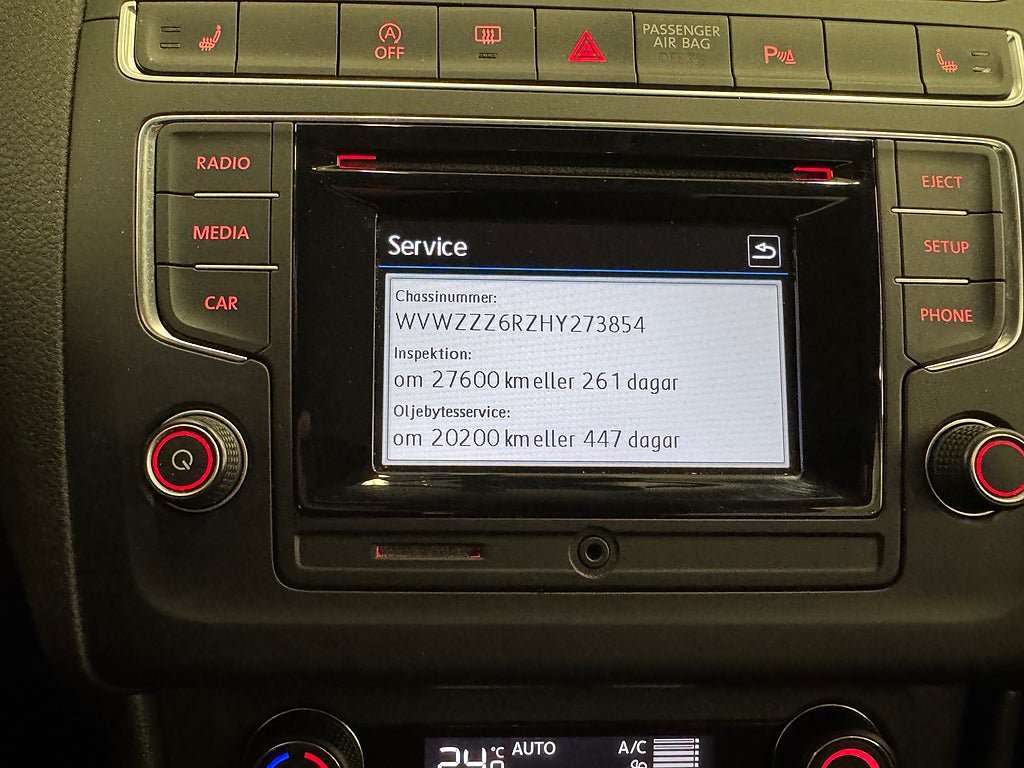 A
OFF
PASSENGER
AIR BAG
P
RADIO
MEDIA
CAR
EJECT
SETUP
PHONE
Service
Chassinummer:
WVWZZZ6RZHY273854
Inspektion:
om 27600 km eller 261 dagar
Oljebytesservice:
om 20200 km eller 447 dagar
24 °C AUTO A/C